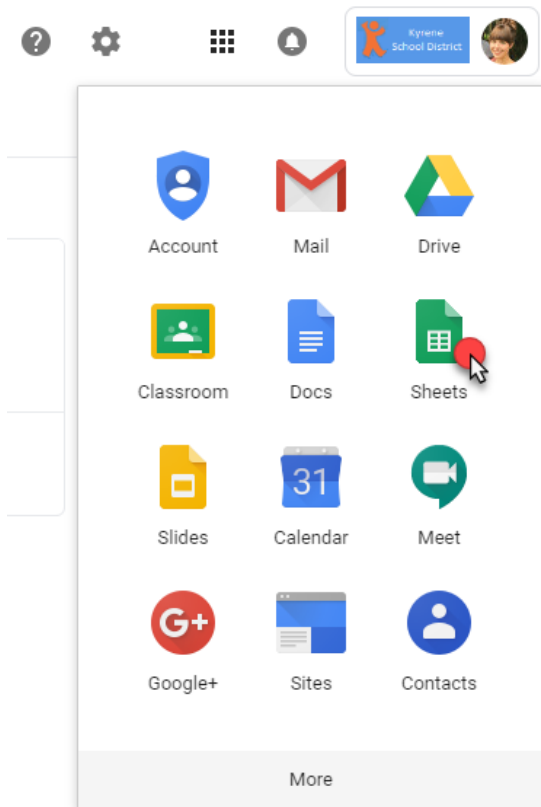 Kyrene
School District
Account
Mail
Drive
Classroom
Docs
Sheets
31
Slides
Calendar
Meet
G+
Google+
Sites
Contacts
More